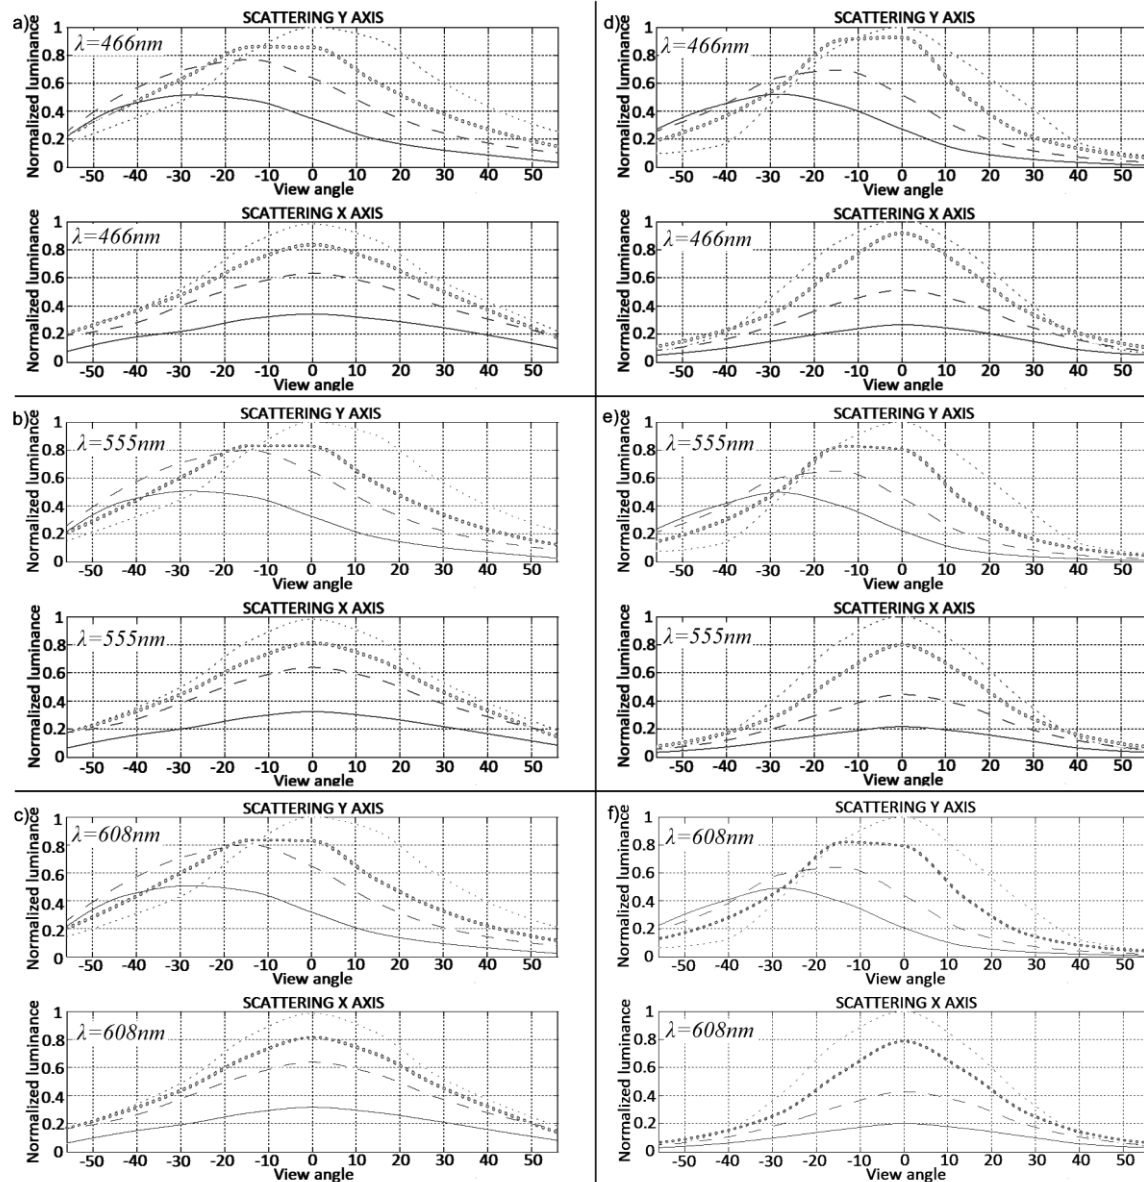 a)
SCATTERING Y AXIS
Normalized luminance
λ=466nm
1
0.8
0.6
0.4
0.2
0
-50 -40 -30 -20 -10 0 10 20 30 40 50
View angle
SCATTERING X AXIS
Normalized luminance
λ=466nm
1
0.8
0.6
0.4
0.2
0
-50 -40 -30 -20 -10 0 10 20 30 40 50
View angle
b)
SCATTERING Y AXIS
Normalized luminance
λ=555nm
1
0.8
0.6
0.4
0.2
0
-50 -40 -30 -20 -10 0 10 20 30 40 50
View angle
SCATTERING X AXIS
Normalized luminance
λ=555nm
1
0.8
0.6
0.4
0.2
0
-50 -40 -30 -20 -10 0 10 20 30 40 50
View angle
c)
SCATTERING Y AXIS
Normalized luminance
λ=608nm
1
0.8
0.6
0.4
0.2
0
-50 -40 -30 -20 -10 0 10 20 30 40 50
View angle
SCATTERING X AXIS
Normalized luminance
λ=608nm
1
0.8
0.6
0.4
0.2
0
-50 -40 -30 -20 -10 0 10 20 30 40 50
View angle
d)
SCATTERING Y AXIS
Normalized luminance
λ=466nm
1
0.8
0.6
0.4
0.2
0
-50 -40 -30 -20 -10 0 10 20 30 40 50
View angle
SCATTERING X AXIS
Normalized luminance
λ=466nm
1
0.8
0.6
0.4
0.2
0
-50 -40 -30 -20 -10 0 10 20 30 40 50
View angle
e)
SCATTERING Y AXIS
Normalized luminance
λ=555nm
1
0.8
0.6
0.4
0.2
0
-50 -40 -30 -20 -10 0 10 20 30 40 50
View angle
SCATTERING X AXIS
Normalized luminance
λ=555nm
1
0.8
0.6
0.4
0.2
0
-50 -40 -30 -20 -10 0 10 20 30 40 50
View angle
f)
SCATTERING Y AXIS
Normalized luminance
λ=608nm
1
0.8
0.6
0.4
0.2
0
-50 -40 -30 -20 -10 0 10 20 30 40 50
View angle
SCATTERING X AXIS
Normalized luminance
λ=608nm
1
0.8
0.6
0.4
0.2
0
-50 -40 -30 -20 -10 0 10 20 30 40 50
View angle